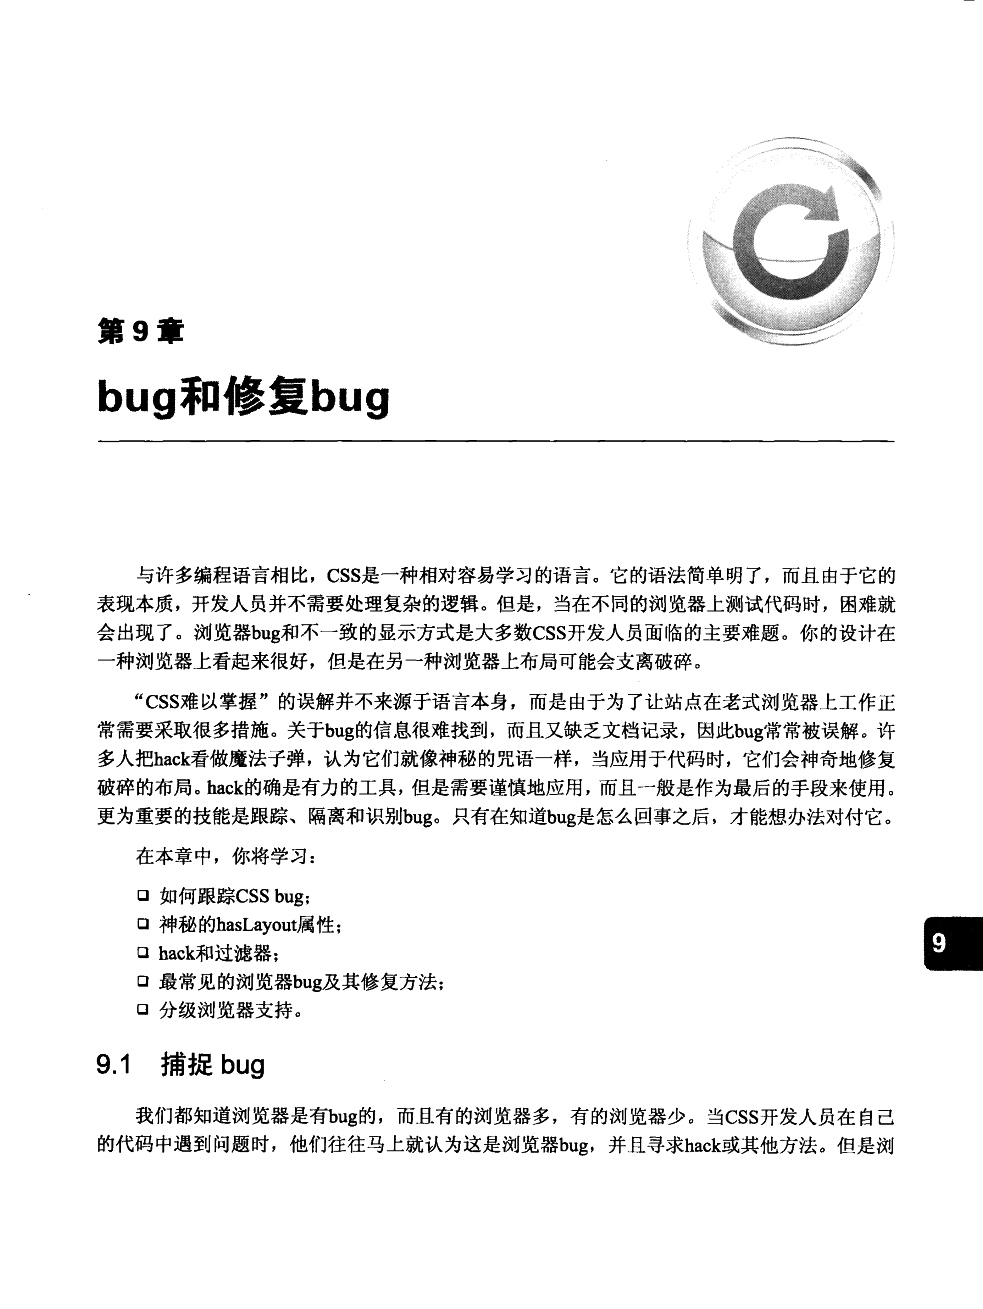 第9章
bug和修复bug
与许多编程语言相比，CSS是一种相对容易学习的语言。它的语法简单明了，而且由于它的
表现本质，开发人员并不需要处理复杂的逻辑。但是，当在不同的浏览器上测试代码时，困难就
会出现了。浏览器bug和不一致的显示方式是大多数CSS开发人员面临的主要难题。你的设计在
一种浏览器上看起来很好，但是在另一种浏览器上布局可能会支离破碎。
“CSS难以掌握”的误解并不来源于语言本身，而是由于为了让站点在老式浏览器上工作正
常需要采取很多措施。关于bug的信息很难找到，而且又缺乏文档记录，因此bug常常被误解。许
多人把hack看做魔法子弹，认为它们就像神秘的咒语一样，当应用于代码时，它们会神奇地修复
破碎的布局。hack的确是有力的工具，但是需要谨慎地应用，而且一般是作为最后的手段来使用。
更为重要的技能是跟踪、隔离和识别bug。只有在知道bug是怎么回事之后，才能想办法对付它。
在本章中，你将学习：
❑ 如何跟踪CSS bug；
❑ 神秘的hasLayout属性；
❑ hack和过滤器；
❑ 最常见的浏览器bug及其修复方法；
❑ 分级浏览器支持。
9
9.1 捕捉 bug
我们都知道浏览器是有bug的，而且有的浏览器多，有的浏览器少。当CSS开发人员在自己
的代码中遇到问题时，他们往往马上就认为这是浏览器bug，并且寻求hack或其他方法。但是浏